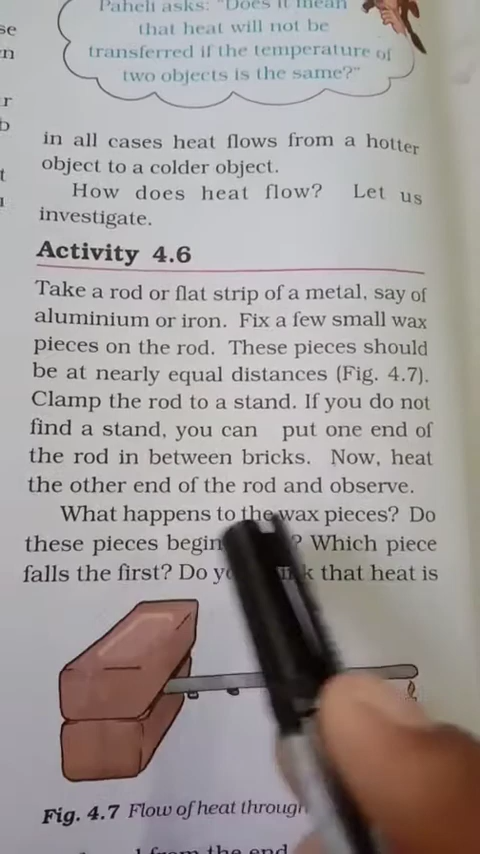 Paheli asks: "Does it mean
that heat will not be
transferred if the temperature of
two objects is the same?"
in all cases heat flows from a hotter
object to a colder object.
How does heat flow? Let us
investigate.
Activity 4.6
Take a rod or flat strip of a metal, say of
aluminium or iron. Fix a few small wax
pieces on the rod. These pieces should
be at nearly equal distances (Fig. 4.7).
Clamp the rod to a stand. If you do not
find a stand, you can put one end of
the rod in between bricks. Now, heat
the other end of the rod and observe.
What happens to the wax pieces? Do
these pieces begin ? Which piece
falls the first? Do that heat is
Fig. 4.7 Flow of heat through
from the end